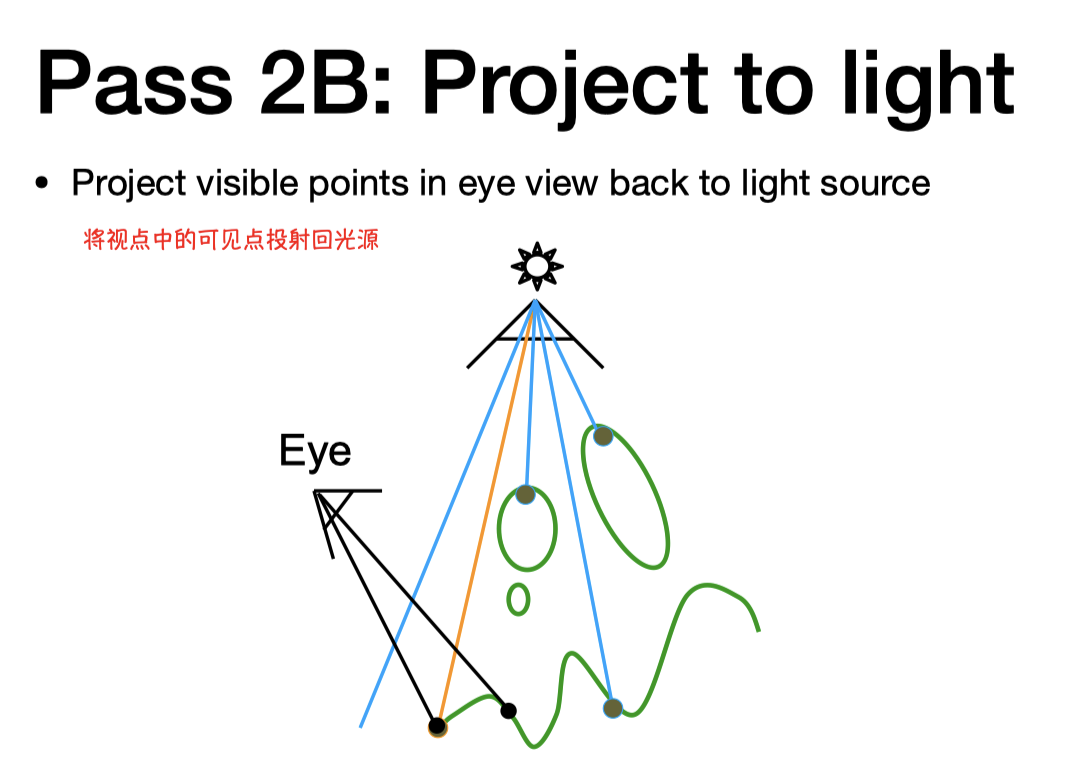 Pass 2B: Project to light
• Project visible points in eye view back to light source
将视点中的可见点投射回光源
Eye